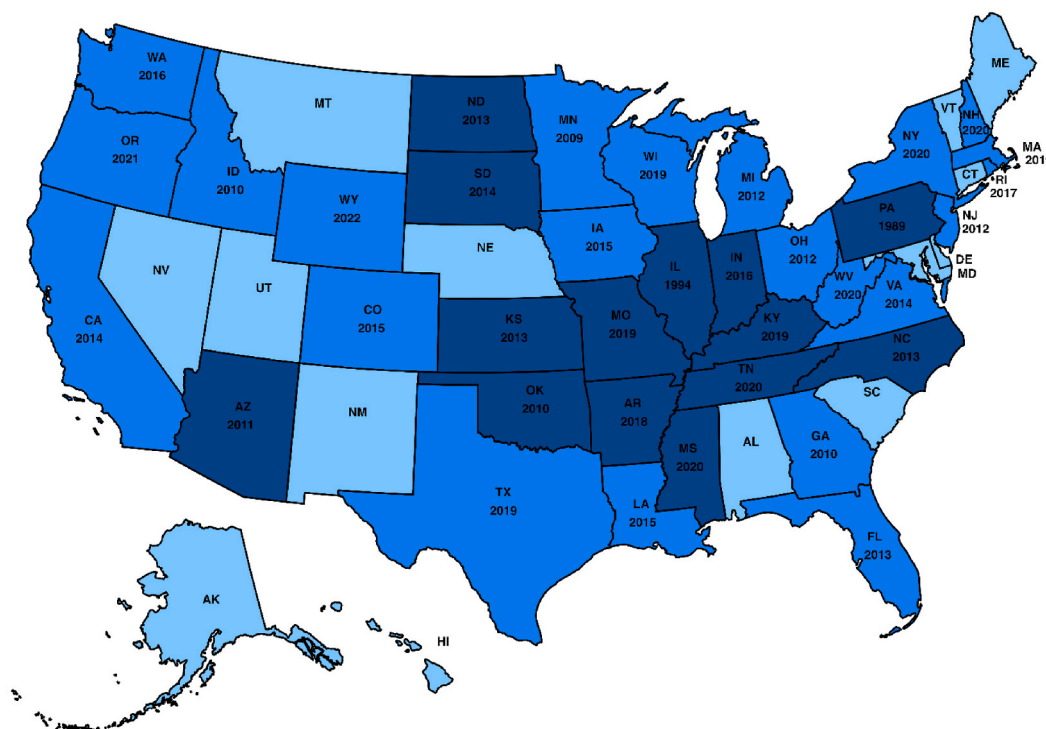 WA
2016
MT
ND
2013
MN
2009
ME
VT
NH
2020
OR
2021
ID
2010
SD
2014
WI
2019
NY
2020
MA
201
MI
2012
CT
RI
2017
WY
2022
PA
1989
NJ
2012
IA
2015
NE
OH
2012
NV
UT
IL
1994
IN
2016
DE
MD
WV
2020
VA
2014
CA
2014
CO
2015
KS
2013
MO
2019
KY
2019
NC
2013
TN
2020
AZ
2011
NM
OK
2010
AR
2018
SC
MS
2020
AL
GA
2010
TX
2019
LA
2015
FL
2013
AK
HI